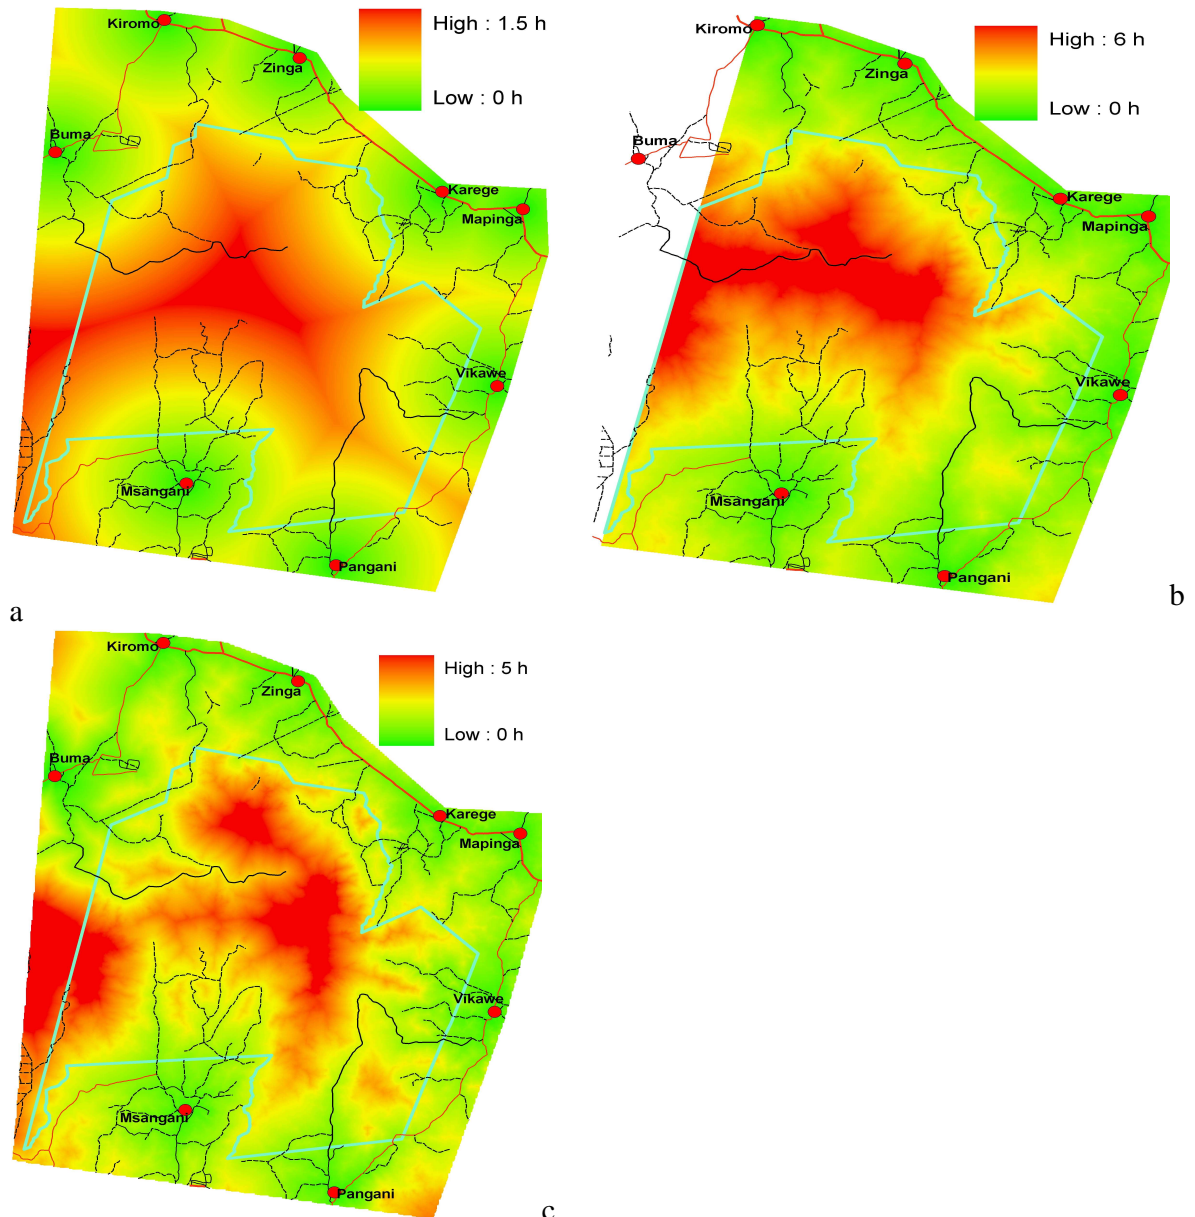 Kiromo
High : 1.5 h
Zinga
Low : 0 h
Buma
Karege
Mapinga
Vikawe
Msangani
Pangani
a
Kiromo
High : 6 h
Zinga
Low : 0 h
Buma
Karege
Mapinga
Vikawe
Msangani
Pangani
b
Kiromo
High : 5 h
Zinga
Low : 0 h
Buma
Karege
Mapinga
Vikawe
Msangani
Pangani
c